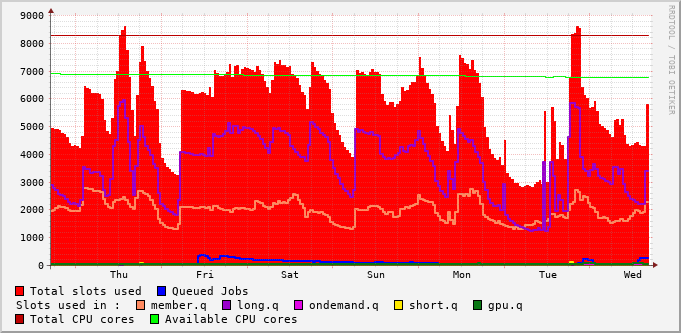 9000
8000
7000
6000
5000
4000
3000
2000
1000
0
Thu Fri Sat Sun Mon Tue Wed
RRDTOOL / TOBI OETIKER
Total slots used Queued Jobs
Slots used in : member.q long.q ondemand.q short.q gpu.q
Total CPU cores Available CPU cores